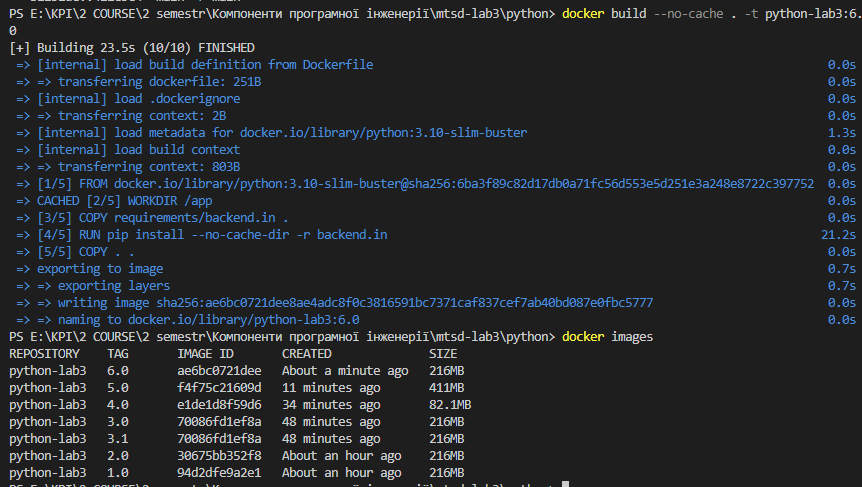 PS E:\KPI\2 COURSE\2 semestr\Компоненти програмної інженерії\mtsd-lab3\python> docker build --no-cache . -t python-lab3:6.
0
[+] Building 23.5s (10/10) FINISHED
=> [internal] load build definition from Dockerfile 0.0s
=> => transferring dockerfile: 251B 0.0s
=> [internal] load .dockerignore 0.0s
=> => transferring context: 2B 0.0s
=> [internal] load metadata for docker.io/library/python:3.10-slim-buster 1.3s
=> [internal] load build context 0.0s
=> => transferring context: 803B 0.0s
=> [1/5] FROM docker.io/library/python:3.10-slim-buster@sha256:6ba3f89c82d17db0a71fc56d553e5d251e3a248e8722c397752 0.0s
=> CACHED [2/5] WORKDIR /app 0.0s
=> [3/5] COPY requirements/backend.in . 0.0s
=> [4/5] RUN pip install --no-cache-dir -r backend.in 21.2s
=> [5/5] COPY . . 0.0s
=> exporting to image 0.7s
=> => exporting layers 0.7s
=> => writing image sha256:ae6bc0721dee8ae4adc8f0c3816591bc7371caf837cef7ab40bd087e0fbc5777 0.0s
=> => naming to docker.io/library/python-lab3:6.0 0.0s
PS E:\KPI\2 COURSE\2 semestr\Компоненти програмної інженерії\mtsd-lab3\python> docker images
REPOSITORY TAG IMAGE ID CREATED SIZE
python-lab3 6.0 ae6bc0721dee About a minute ago 216MB
python-lab3 5.0 f4f75c21609d 11 minutes ago 411MB
python-lab3 4.0 e1de1d8f59d6 34 minutes ago 82.1MB
python-lab3 3.0 70086fd1ef8a 48 minutes ago 216MB
python-lab3 3.1 70086fd1ef8a 48 minutes ago 216MB
python-lab3 2.0 30675bb352f8 About an hour ago 216MB
python-lab3 1.0 94d2dfe9a2e1 About an hour ago 216MB